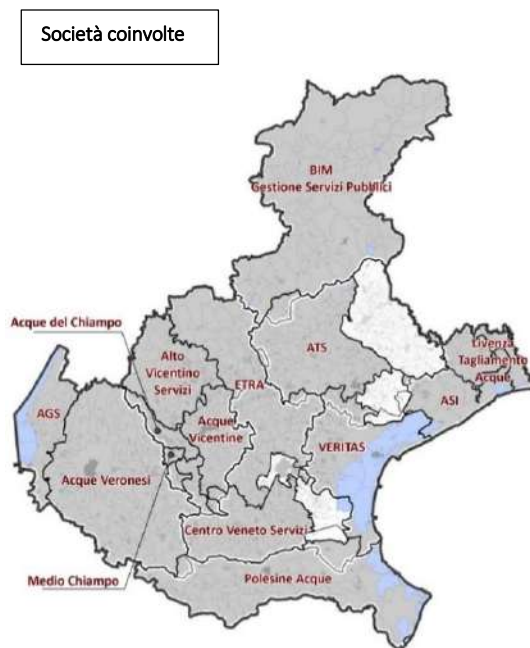 Società coinvolte
BIM
Gestione Servizi Pubblici
Acque del Chiampo
Alto
Vicentino
Servizi
ATS
Livenza
Tagliamento
Acque
ETRA
AGS
Acque
Vicentine
ASI
VERITAS
Acque Veronesi
Centro Veneto Servizi
Medio Chiampo
Polesine Acque